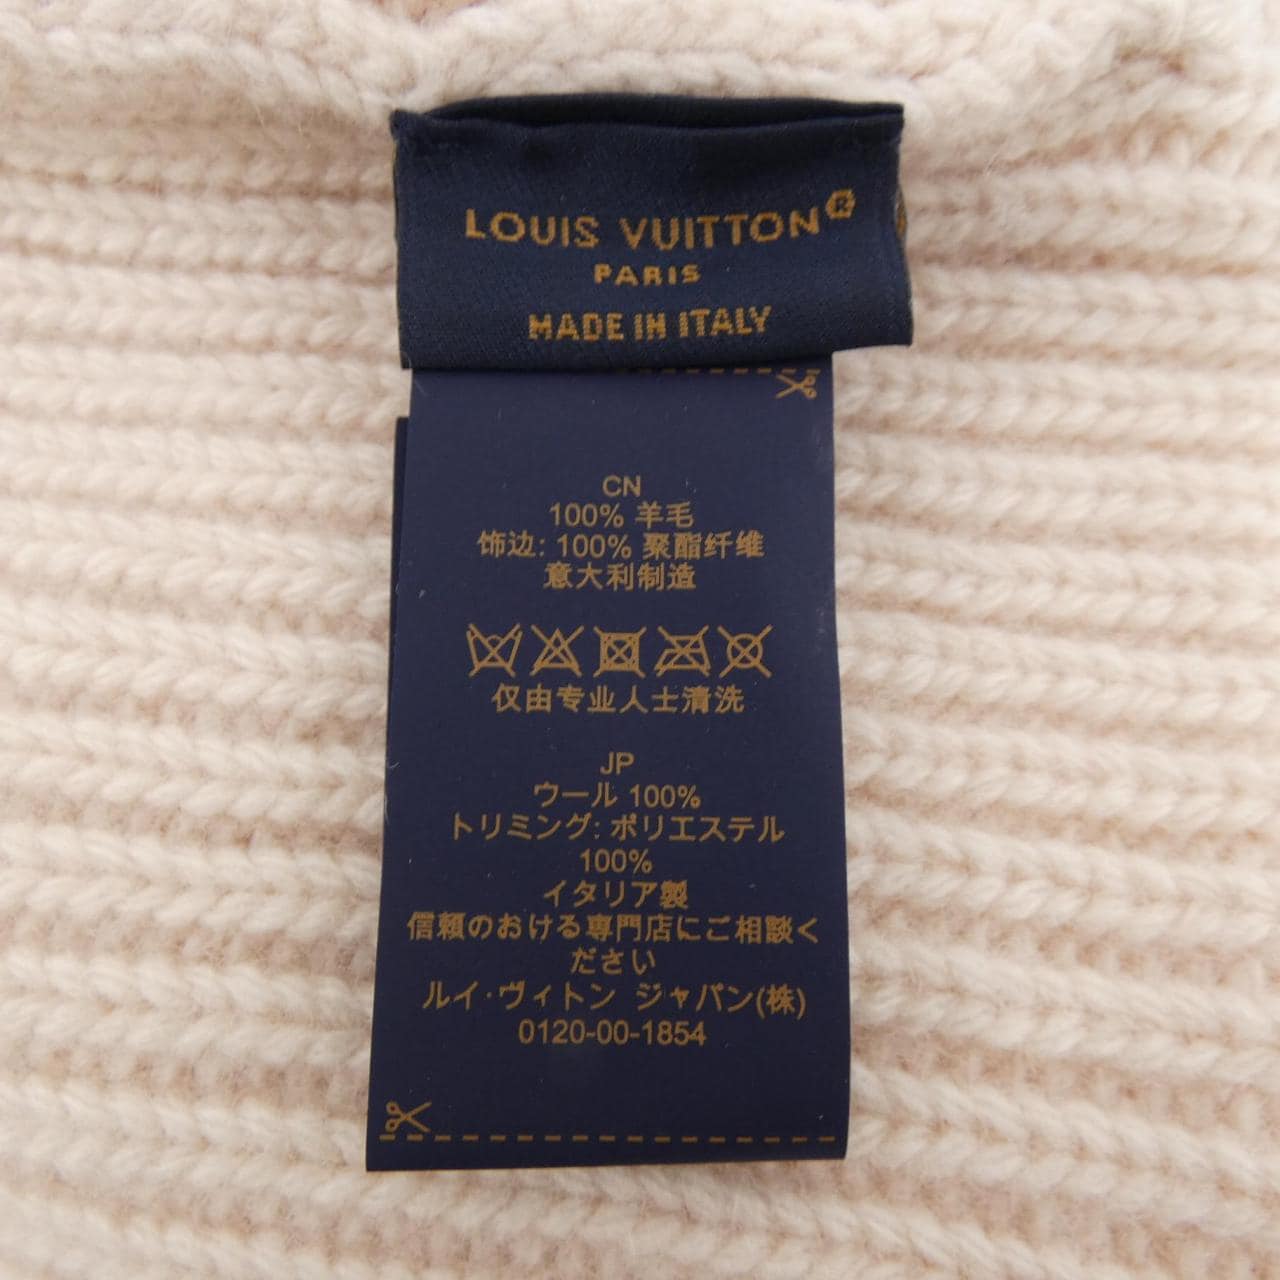 LOUIS VUITTON®
PARIS
MADE IN ITALY
CN
100% 羊毛
饰边: 100% 聚酯纤维
意大利制造
仅由专业人士清洗
JP
ウール 100%
トリミング: ポリエステル
100%
イタリア製
信頼のおける専門店にご相談く
ださい
ルイ·ヴィトン ジャパン(株)
0120-00-1854